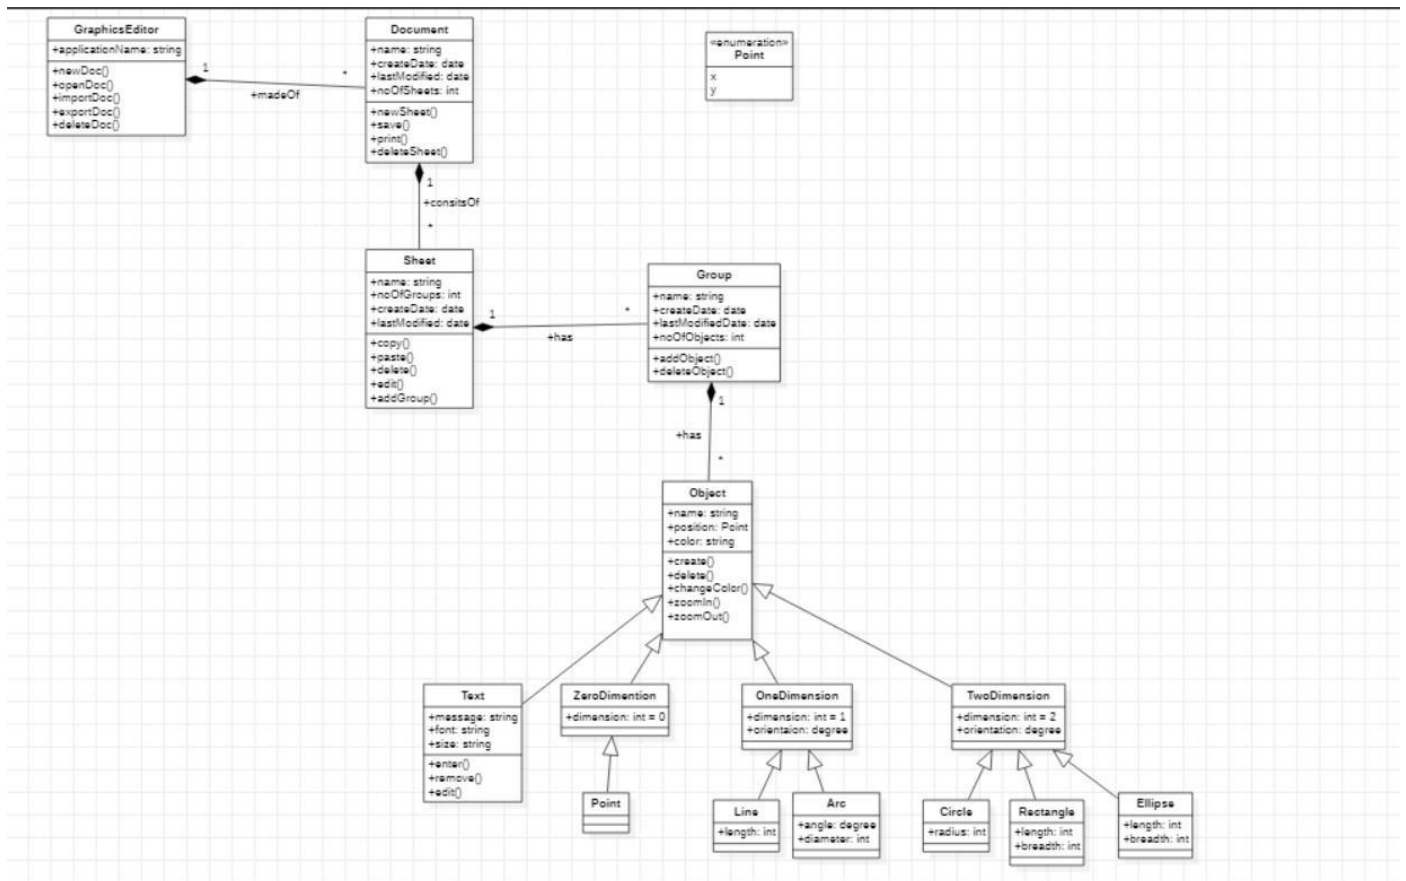 GraphicsEditor
+applicationName: string
+newDoc()
+openDoc()
+importDoc()
+exportDoc()
+deleteDoc()
1
*
+madeOf
Document
+name: string
+createDate: date
+lastModified: date
+noOfSheets: int
+newSheet()
+save()
+print()
+deleteSheet()
«enumeration»
Point
x
y
1
+consitsOf
*
Sheet
+name: string
+noOfGroups: int
+createDate: date
+lastModified: date
+copy()
+paste()
+delete()
+edit()
+addGroup()
1
*
+has
Group
+name: string
+createDate: date
+lastModifiedDate: date
+noOfObjects: int
+addObject()
+deleteObject()
1
+has
*
Object
+name: string
+position: Point
+color: string
+create()
+delete()
+changeColor()
+zoomIn()
+zoomOut()
Text
+message: string
+font: string
+size: string
+enter()
+remove()
+edit()
ZeroDimention
+dimension: int = 0
OneDimension
+dimension: int = 1
+orientaion: degree
TwoDimension
+dimension: int = 2
+orientation: degree
Point
Line
+length: int
Arc
+angle: degree
+diameter: int
Circle
+radius: int
Rectangle
+length: int
+breadth: int
Ellipse
+length: int
+breadth: int